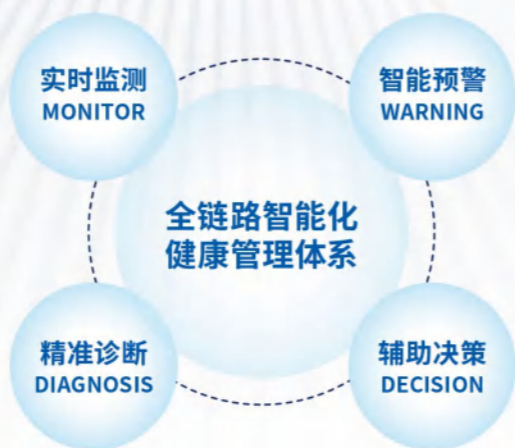 实时监测
MONITOR
智能预警
WARNING
全链路智能化
健康管理体系
精准诊断
DIAGNOSIS
辅助决策
DECISION